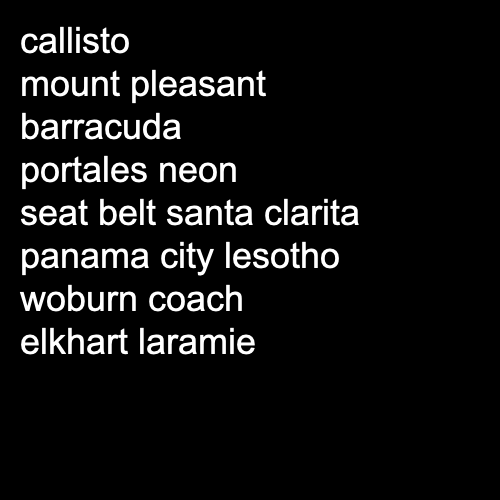 callisto
mount pleasant
barracuda
portales neon
seat belt santa clarita
panama city lesotho
woburn coach
elkhart laramie